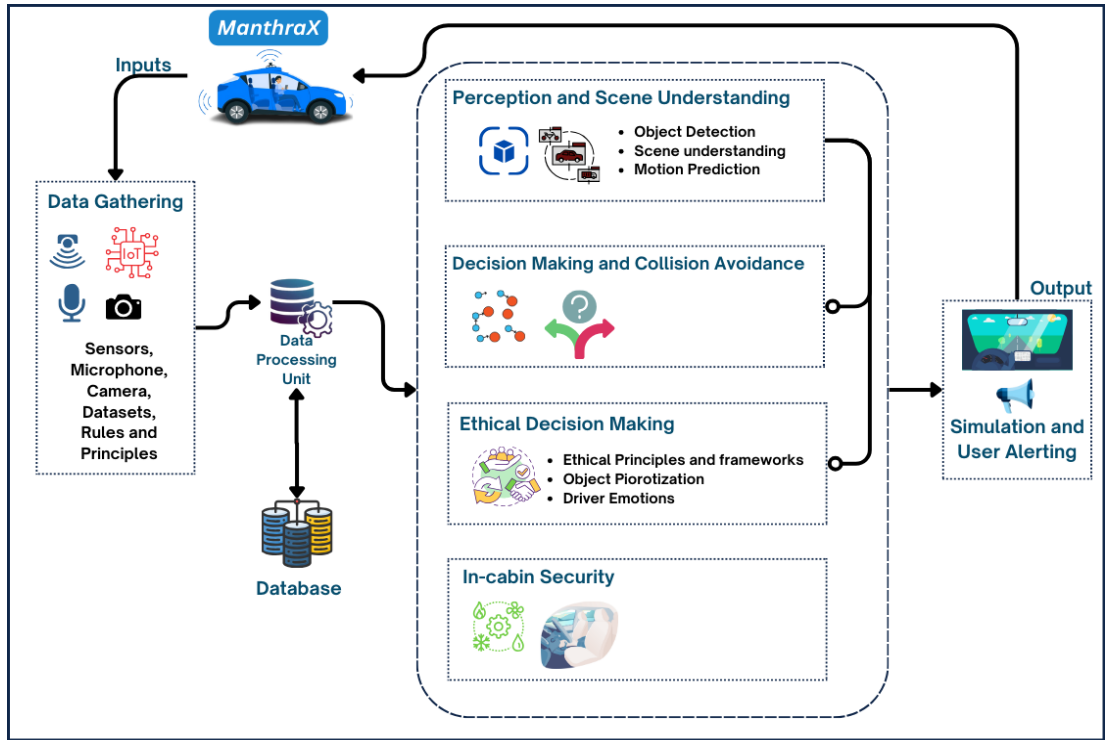 ManthraX
Inputs
Data Gathering
IoT
Sensors,
Microphone,
Camera,
Datasets,
Rules and
Principles
Data
Processing
Unit
Database
Perception and Scene Understanding
• Object Detection
• Scene understanding
• Motion Prediction
Decision Making and Collision Avoidance
?
Ethical Decision Making
• Ethical Principles and frameworks
• Object Piorotization
• Driver Emotions
In-cabin Security
Output
Simulation and
User Alerting